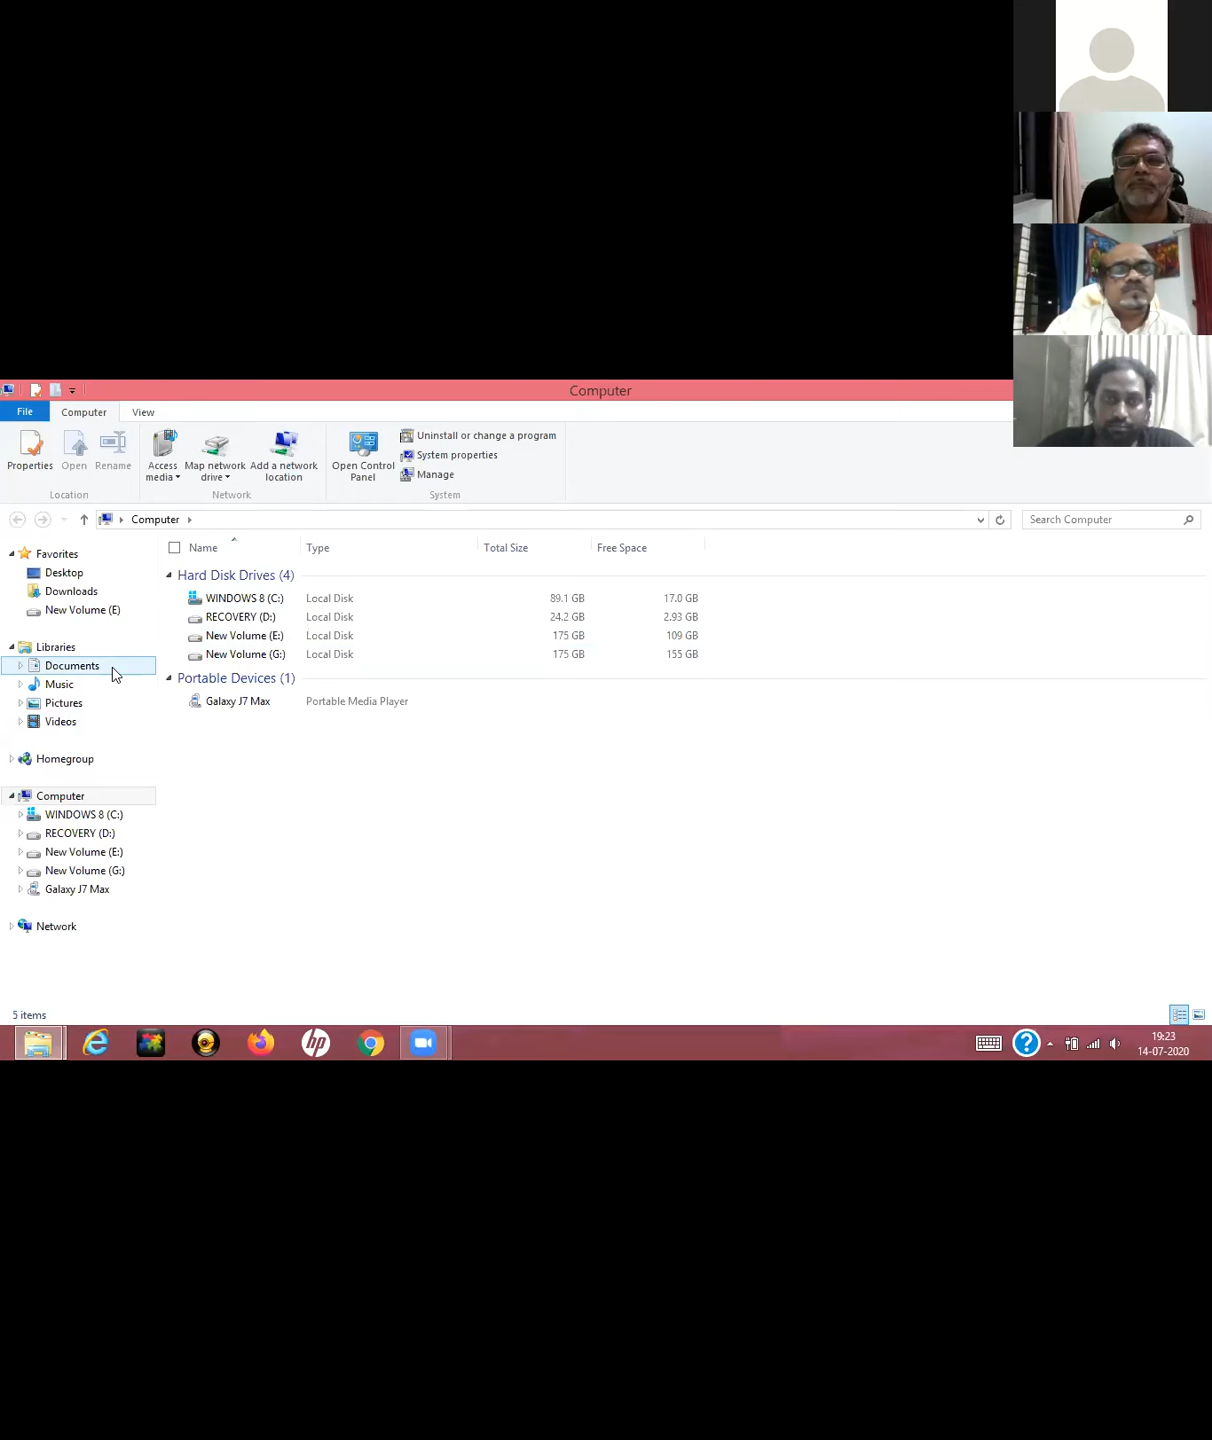 Computer
File Computer View
Properties Open Rename Access media Map network drive Add a network location Open Control Panel Uninstall or change a program
System properties
Manage
Location Network System
Computer Search Computer
Name Type Total Size Free Space
Favorites
Desktop
Downloads
New Volume (E)
Libraries
Documents
Music
Pictures
Videos
Homegroup
Computer
WINDOWS 8 (C:)
RECOVERY (D:)
New Volume (E:)
New Volume (G:)
Galaxy J7 Max
Network
Hard Disk Drives (4)
WINDOWS 8 (C:) Local Disk 89.1 GB 17.0 GB
RECOVERY (D:) Local Disk 24.2 GB 2.93 GB
New Volume (E:) Local Disk 175 GB 109 GB
New Volume (G:) Local Disk 175 GB 155 GB
Portable Devices (1)
Galaxy J7 Max Portable Media Player
5 items
hp
19:23
14-07-2020